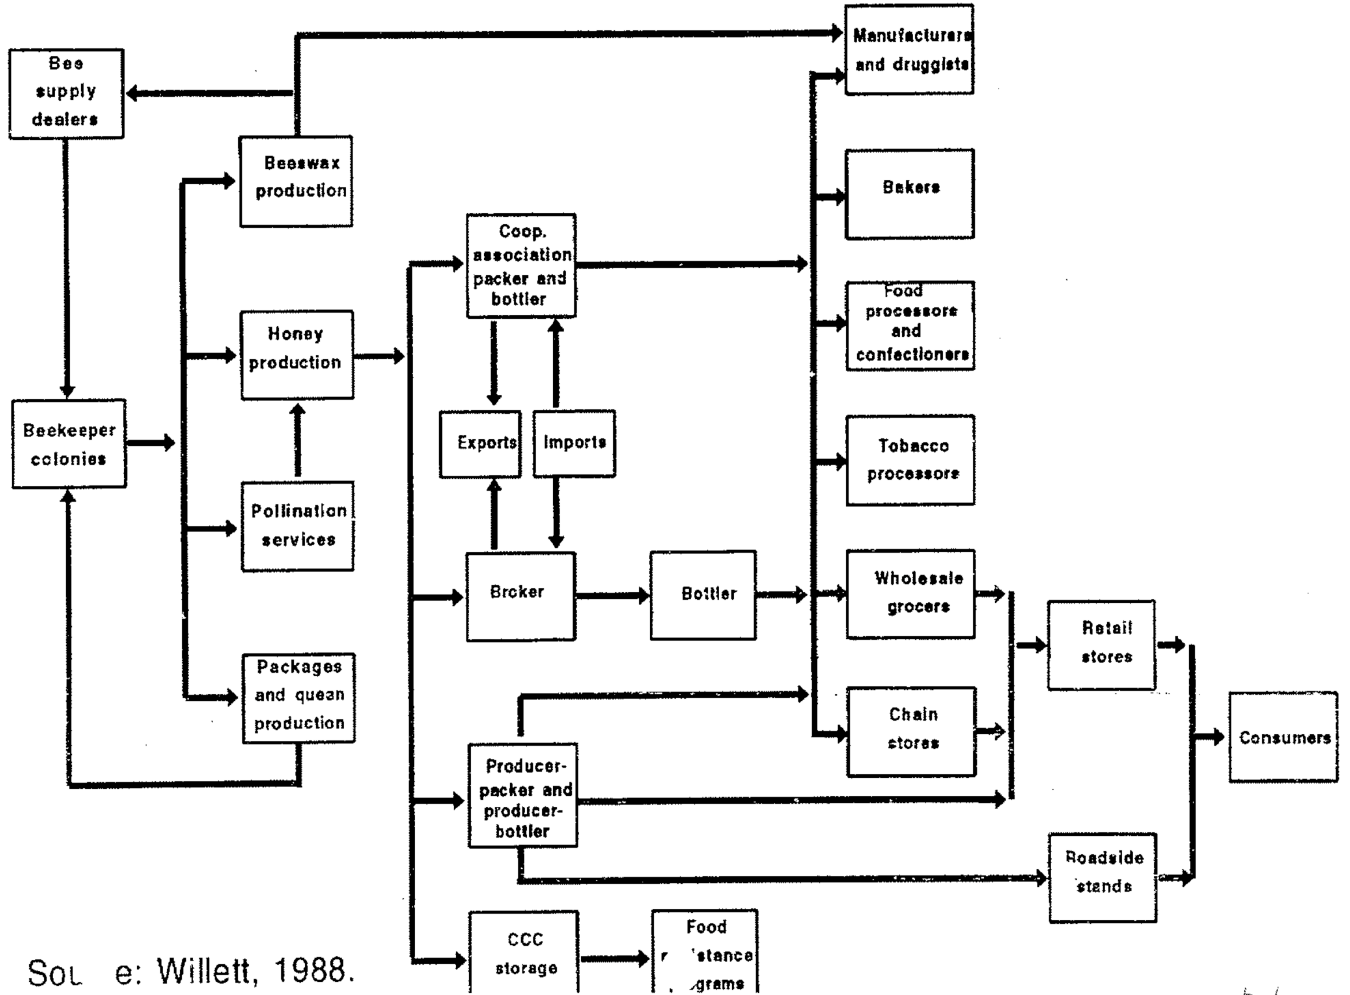 Bee
supply
dealers
Beeswax
production
Manufacturers
and druggists
Bakers
Coop.
association
packer and
bottler
Food
processors
and
confectioners
Honey
production
Beekeeper
colonies
Exports
Imports
Tobacco
processors
Pollination
services
Broker
Bottler
Wholesale
grocers
Retail
stores
Packages
and queen
production
Chain
stores
Consumers
Producer-
packer and
producer-
bottler
Roadside
stands
CCC
storage
Food
Willett, 1988.